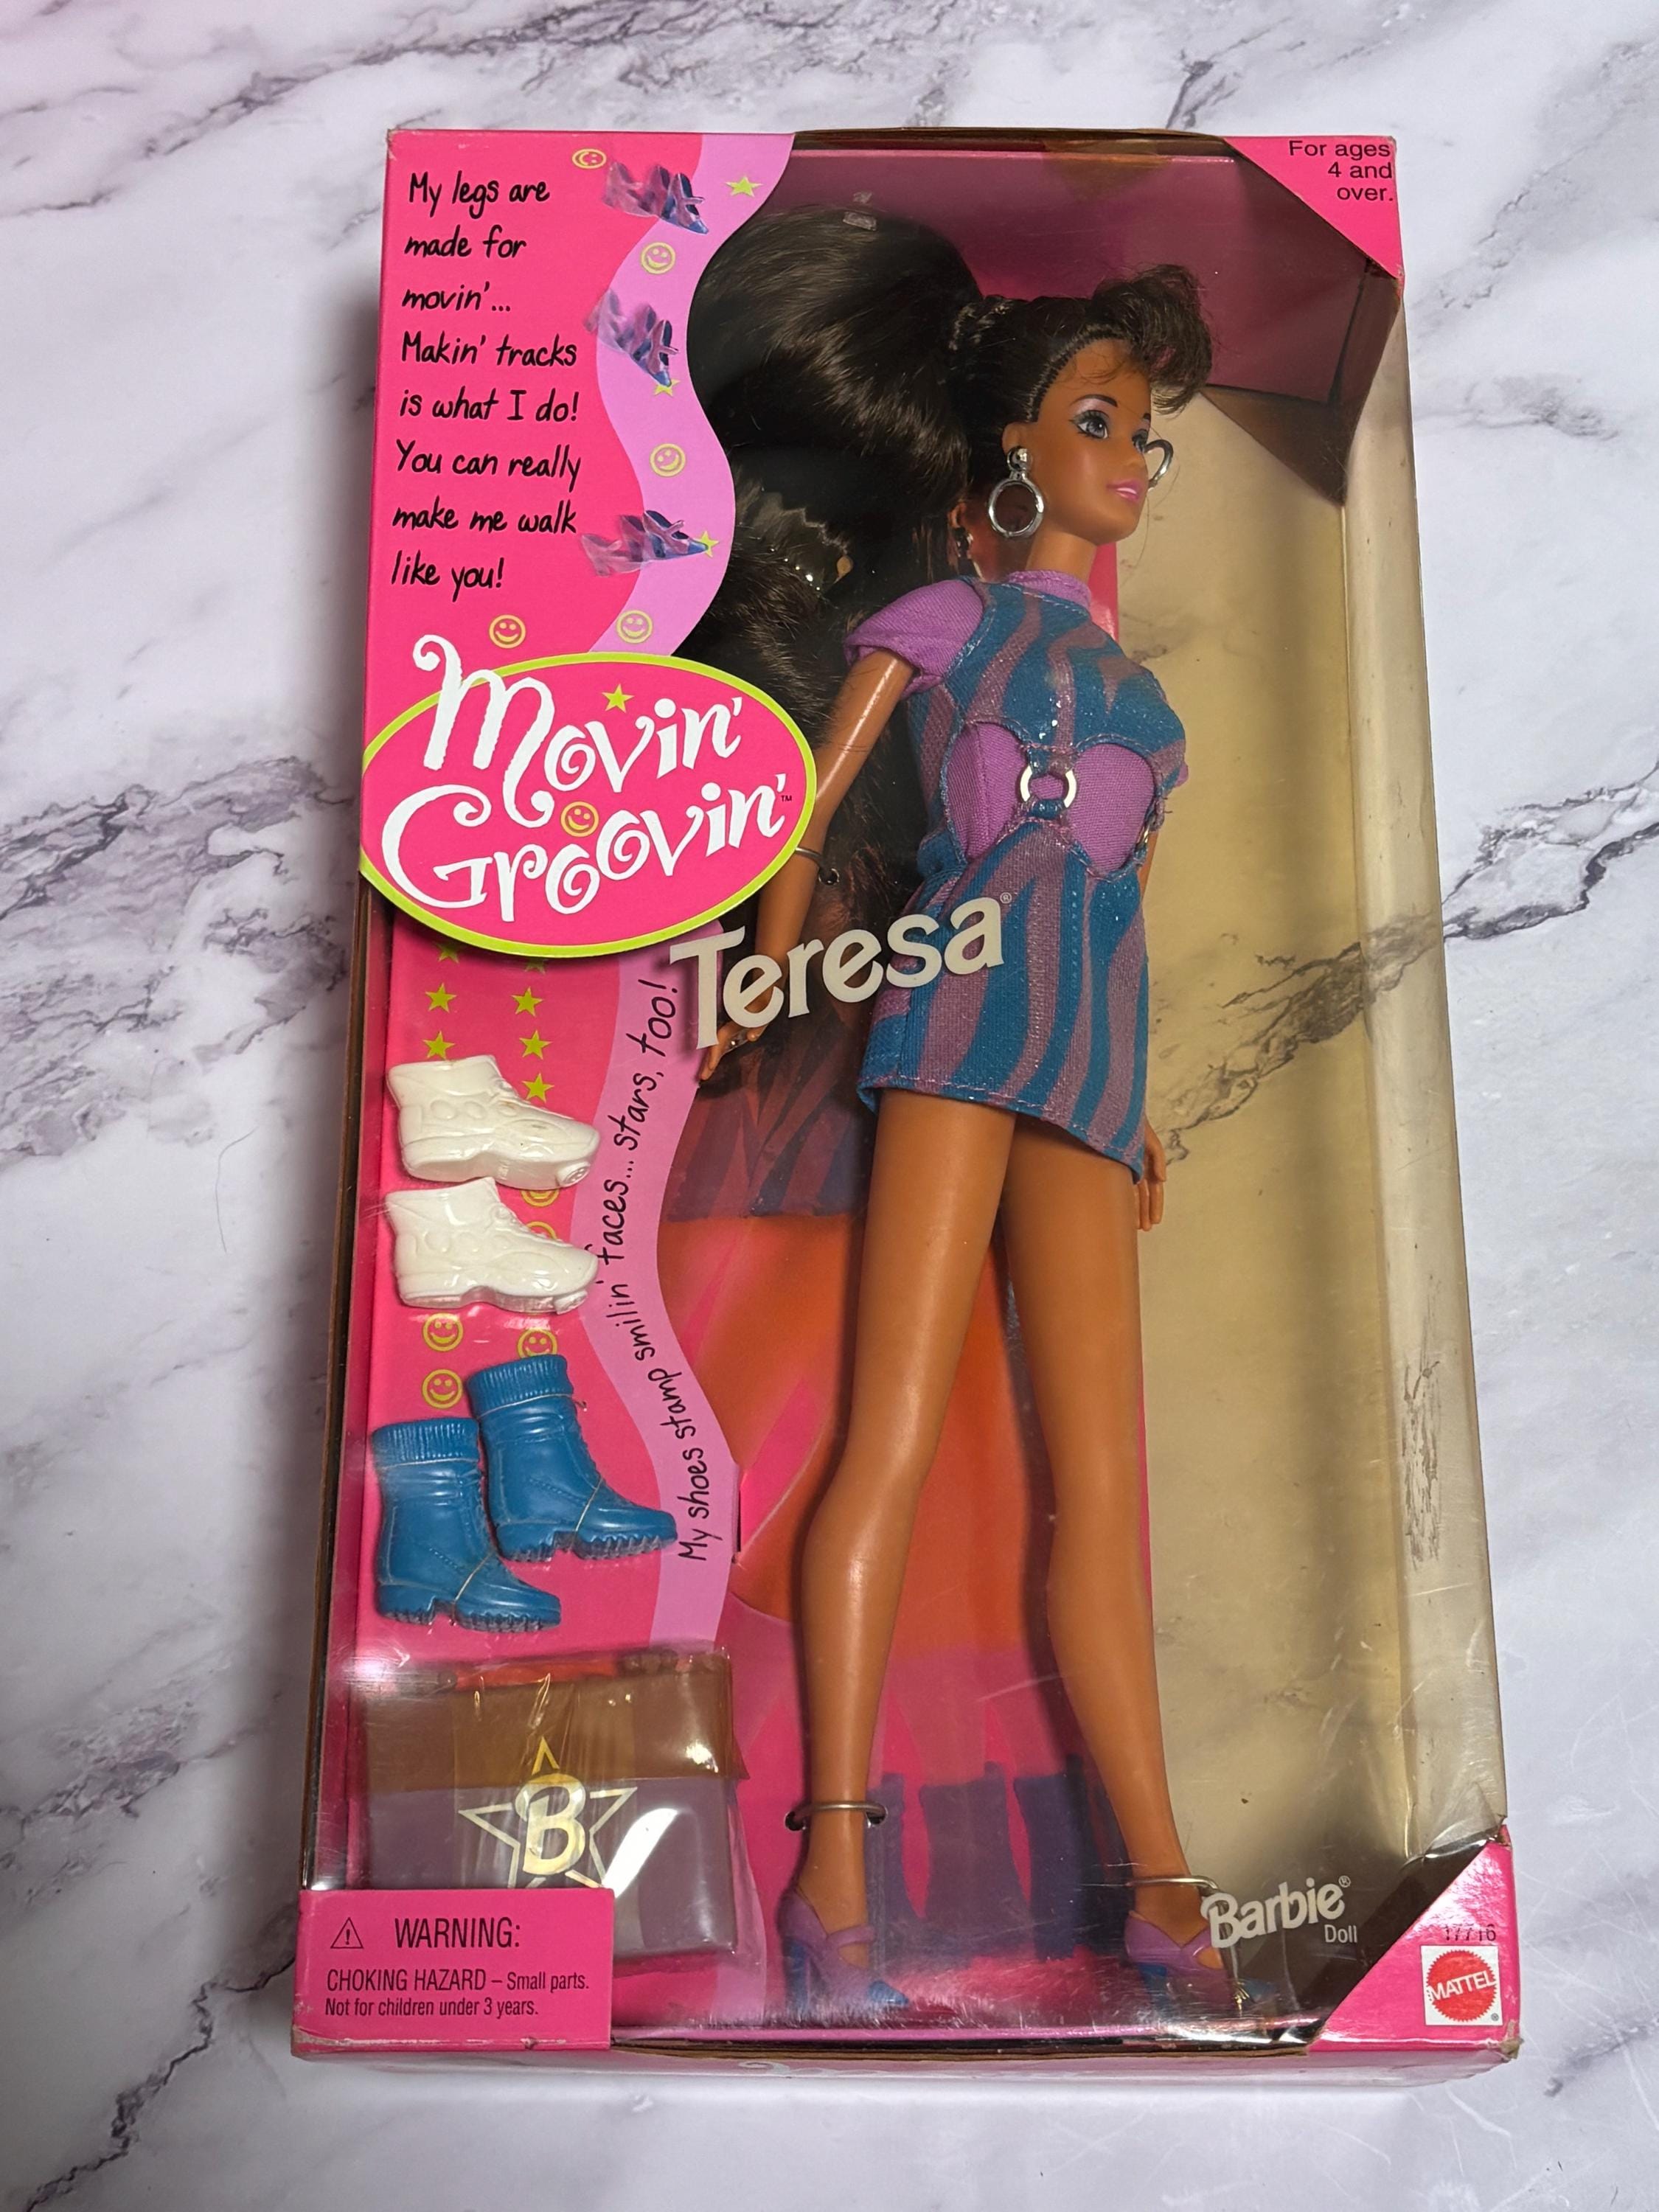 For ages
4 and
over.
My legs are
made for
movin'...
Makin' tracks
is what I do!
You can really
make me walk
like you!
Movin'
Groovin'™
Teresa®
My shoes stamp smilin' faces... stars, too!
B
⚠ WARNING:
CHOKING HAZARD – Small parts.
Not for children under 3 years.
Barbie®
Doll
17716
MATTEL®